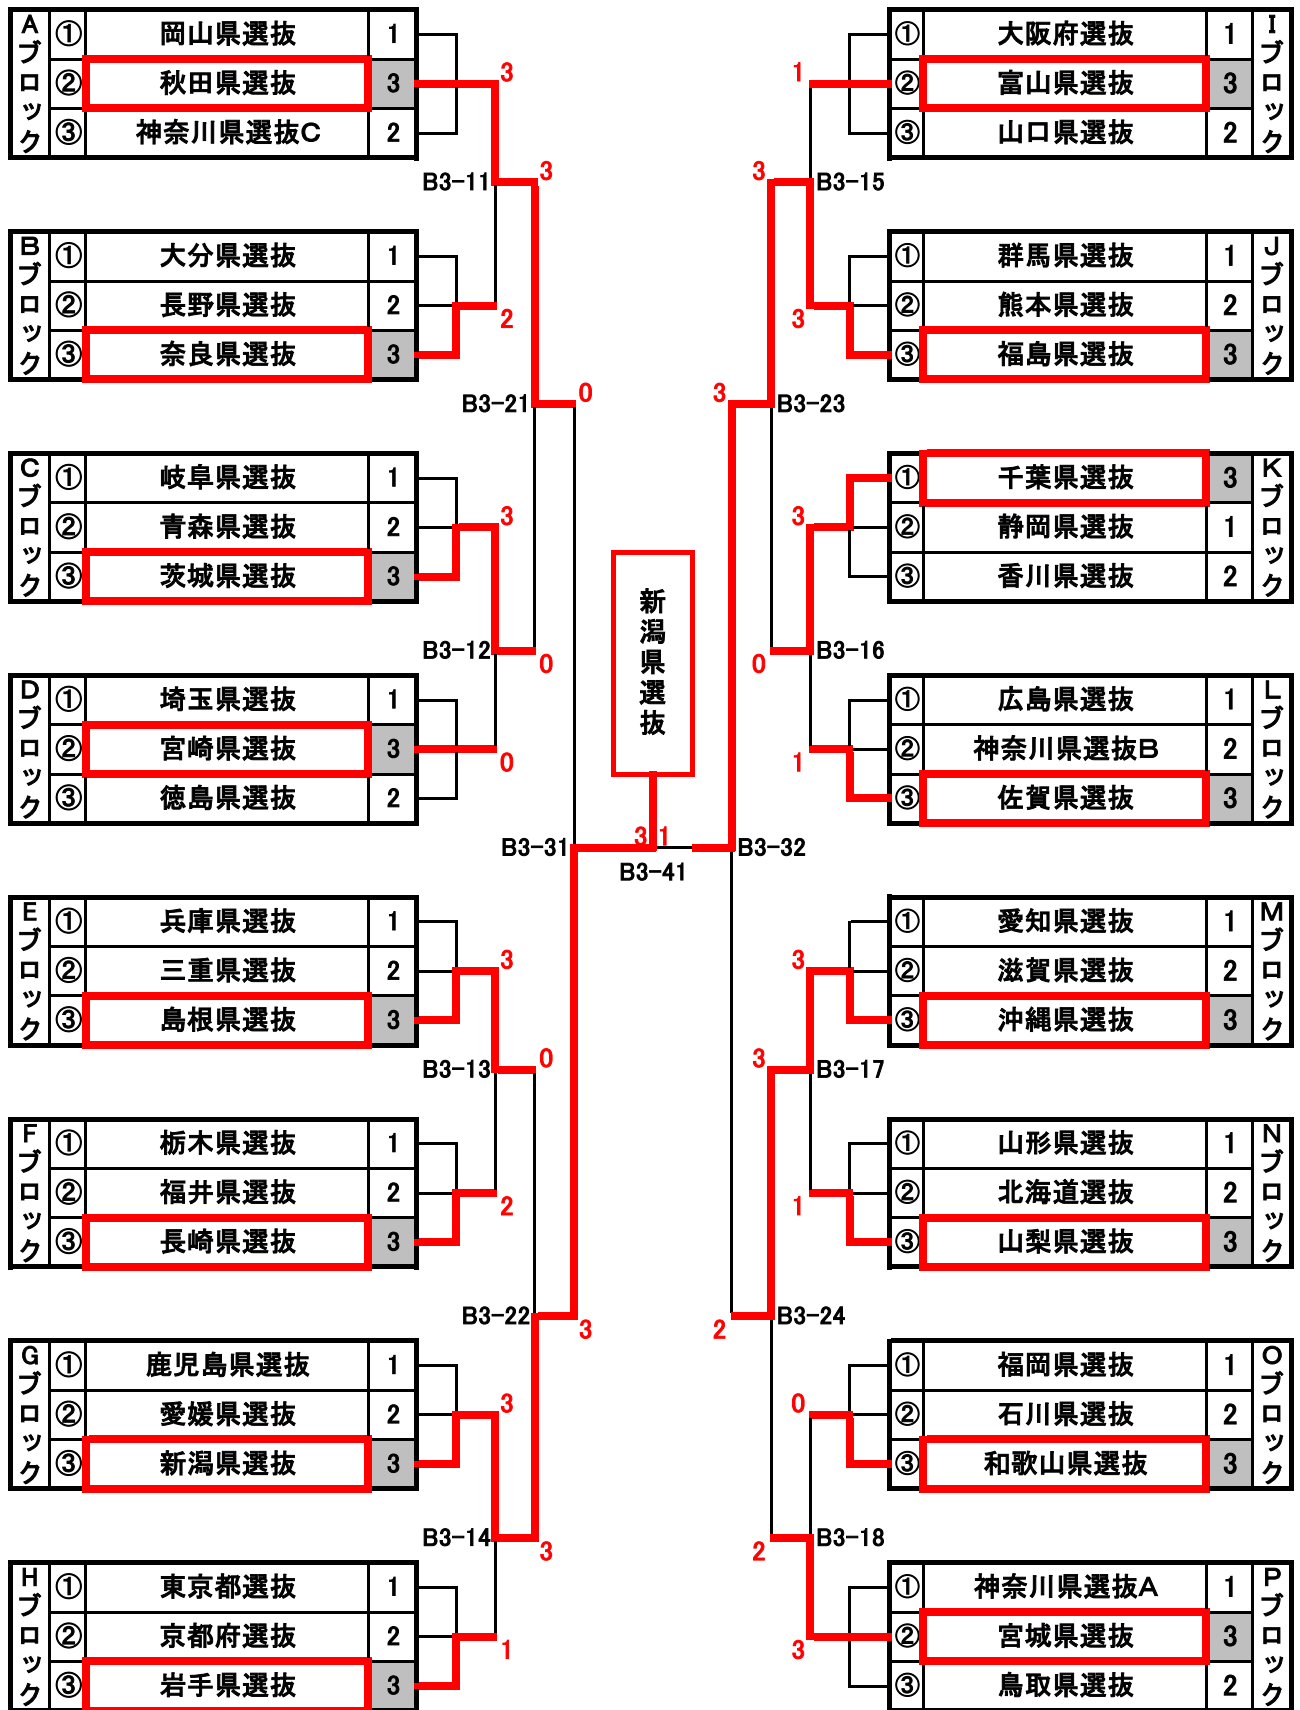 Aブロック
① 岡山県選抜 1
② 秋田県選抜 3
③ 神奈川県選抜C 2
3
B3-11
3
Bブロック
① 大分県選抜 1
② 長野県選抜 2
③ 奈良県選抜 3
2
B3-21
0
Cブロック
① 岐阜県選抜 1
② 青森県選抜 2
③ 茨城県選抜 3
3
B3-12
0
Dブロック
① 埼玉県選抜 1
② 宮崎県選抜 3
③ 徳島県選抜 2
0
B3-31
Eブロック
① 兵庫県選抜 1
② 三重県選抜 2
③ 島根県選抜 3
3
B3-13
0
Fブロック
① 栃木県選抜 1
② 福井県選抜 2
③ 長崎県選抜 3
2
B3-22
3
Gブロック
① 鹿児島県選抜 1
② 愛媛県選抜 2
③ 新潟県選抜 3
3
B3-14
3
Hブロック
① 東京都選抜 1
② 京都府選抜 2
③ 岩手県選抜 3
1
新潟県選抜
3 1
B3-41
Iブロック
① 大阪府選抜 1
② 富山県選抜 3
③ 山口県選抜 2
1
3
B3-15
Jブロック
① 群馬県選抜 1
② 熊本県選抜 2
③ 福島県選抜 3
3
3
B3-23
Kブロック
① 千葉県選抜 3
② 静岡県選抜 1
③ 香川県選抜 2
3
0
B3-16
Lブロック
① 広島県選抜 1
② 神奈川県選抜B 2
③ 佐賀県選抜 3
1
B3-32
Mブロック
① 愛知県選抜 1
② 滋賀県選抜 2
③ 沖縄県選抜 3
3
3
B3-17
Nブロック
① 山形県選抜 1
② 北海道選抜 2
③ 山梨県選抜 3
1
2
B3-24
Oブロック
① 福岡県選抜 1
② 石川県選抜 2
③ 和歌山県選抜 3
0
2
B3-18
Pブロック
① 神奈川県選抜A 1
② 宮城県選抜 3
③ 鳥取県選抜 2
3